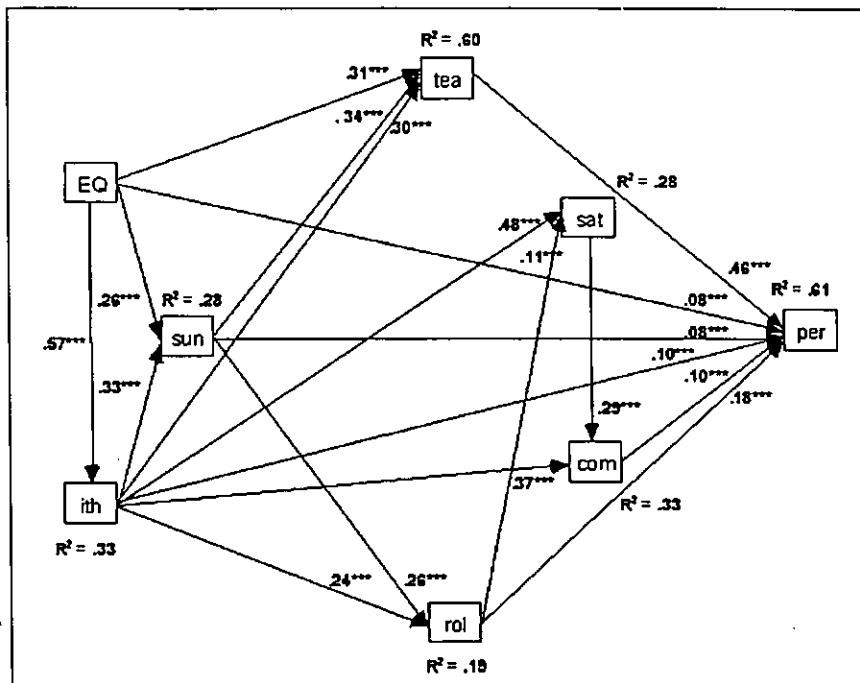 R² = .60
tea
.31***
.34***
.30***
EQ
R² = .28
sat
.48***
.11***
.46***
.26***
R² = .28
R² = .61
.08***
sun
.08***
per
.57***
.10***
.10***
.33***
.18***
.29***
com
ith
.37***
R² = .33
R² = .33
.24***
.26***
rol
R² = .19